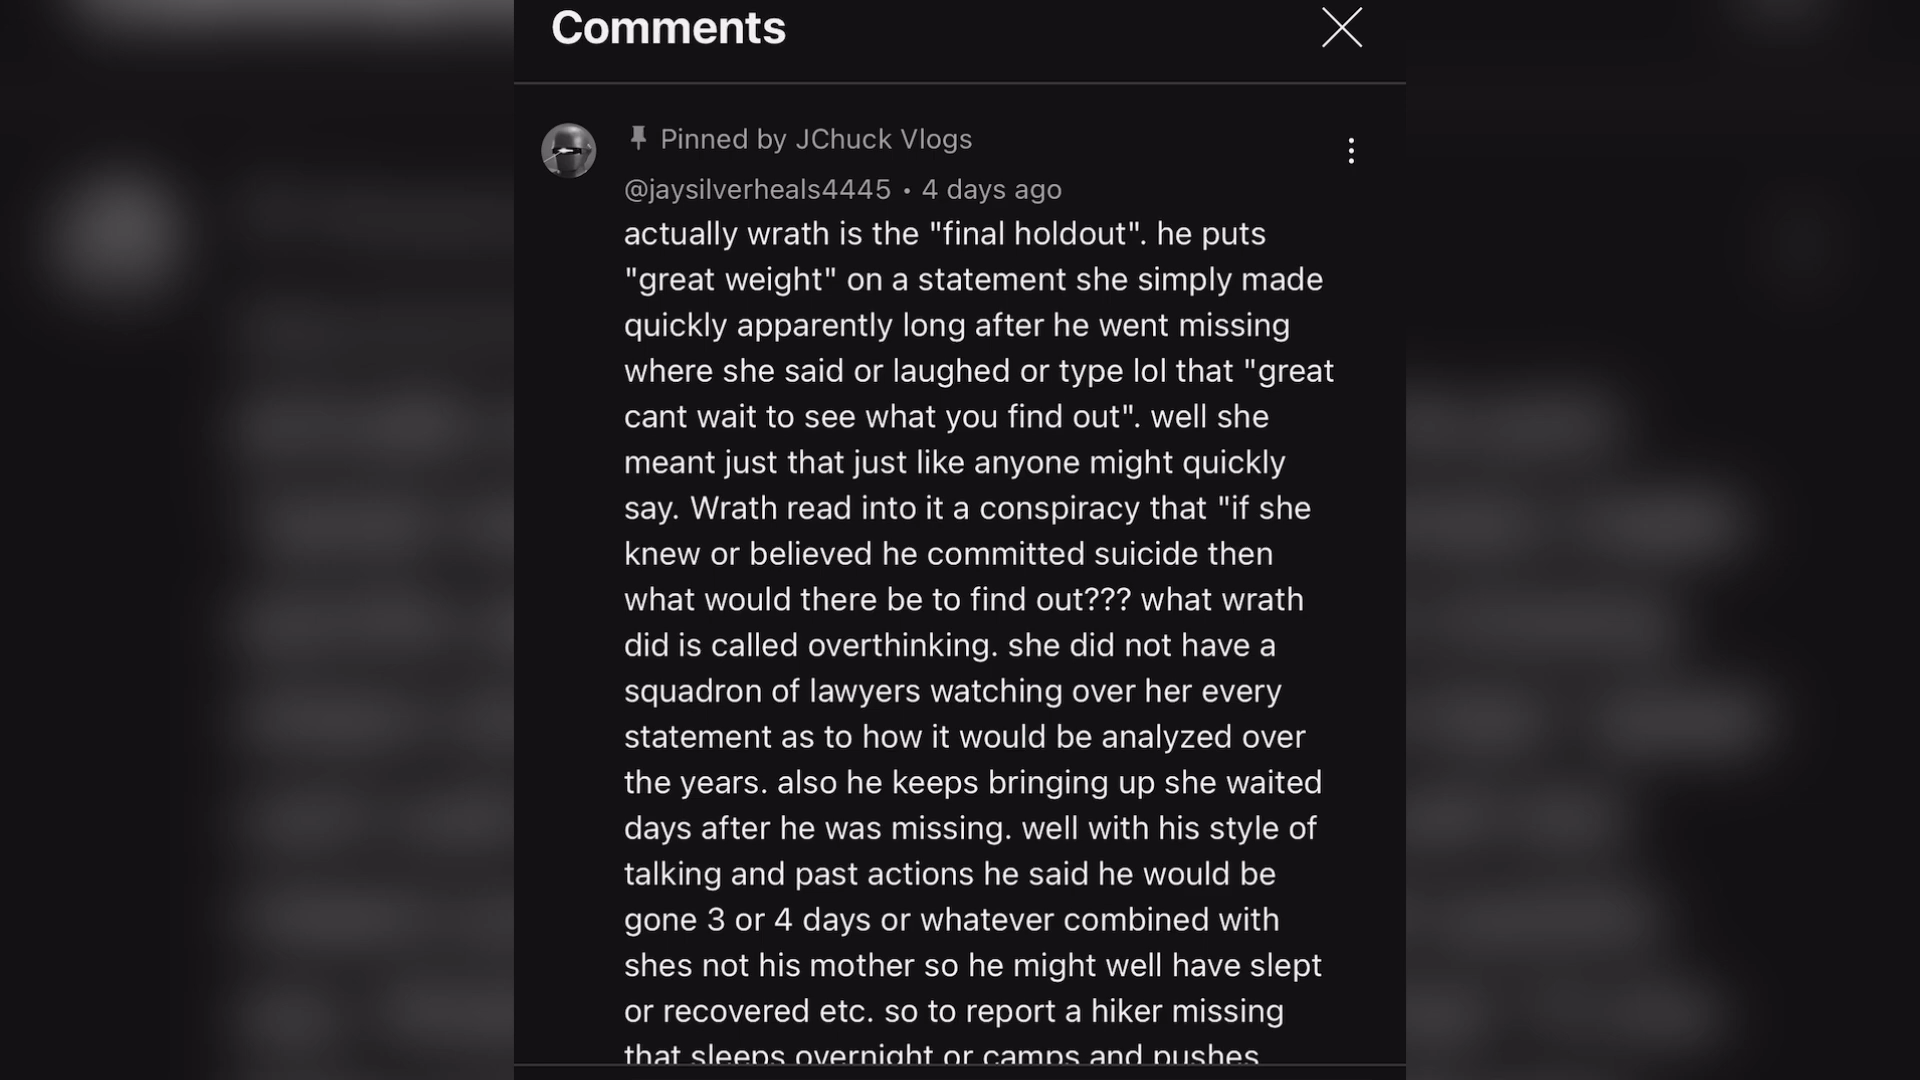 Comments
Pinned by JChuck Vlogs
@jaysilverheals4445 • 4 days ago
actually wrath is the "final holdout". he puts
"great weight" on a statement she simply made
quickly apparently long after he went missing
where she said or laughed or type lol that "great
cant wait to see what you find out". well she
meant just that just like anyone might quickly
say. Wrath read into it a conspiracy that "if she
knew or believed he committed suicide then
what would there be to find out??? what wrath
did is called overthinking. she did not have a
squadron of lawyers watching over her every
statement as to how it would be analyzed over
the years. also he keeps bringing up she waited
days after he was missing. well with his style of
talking and past actions he said he would be
gone 3 or 4 days or whatever combined with
shes not his mother so he might well have slept
or recovered etc. so to report a hiker missing
that sleeps overnight or camps and pushes